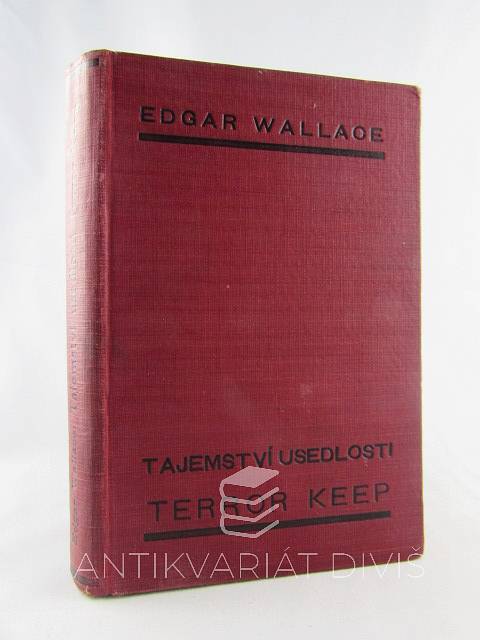 EDGAR WALLACE
TAJEMSTVÍ USEDLOSTI
TERROR KEEP
ANTIKVARIÁT DIVIŠ